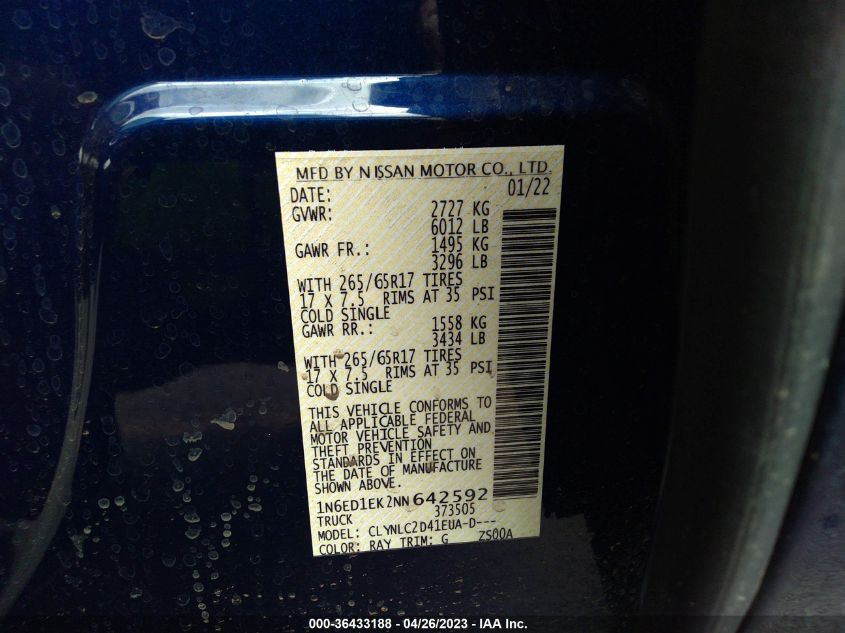 MFD BY NISSAN MOTOR CO., LTD.
DATE: 01/22
GVWR: 2727 KG
6012 LB
GAWR FR.: 1495 KG
3296 LB
WITH 265/65R17 TIRES
17 X 7.5 RIMS AT 35 PSI
COLD SINGLE
GAWR RR.: 1558 KG
3434 LB
WITH 265/65R17 TIRES
17 X 7.5 RIMS AT 35 PSI
COLD SINGLE
THIS VEHICLE CONFORMS TO
ALL APPLICABLE FEDERAL
MOTOR VEHICLE SAFETY AND
THEFT PREVENTION
STANDARDS IN EFFECT ON
THE DATE OF MANUFACTURE
SHOWN ABOVE.
1N6ED1EK2NN642592
TRUCK 373505
MODEL: CLYNLC2D41EUA-D---
COLOR: RAY TRIM: G ZS00A
000-36433188 - 04/26/2023 - IAA Inc.